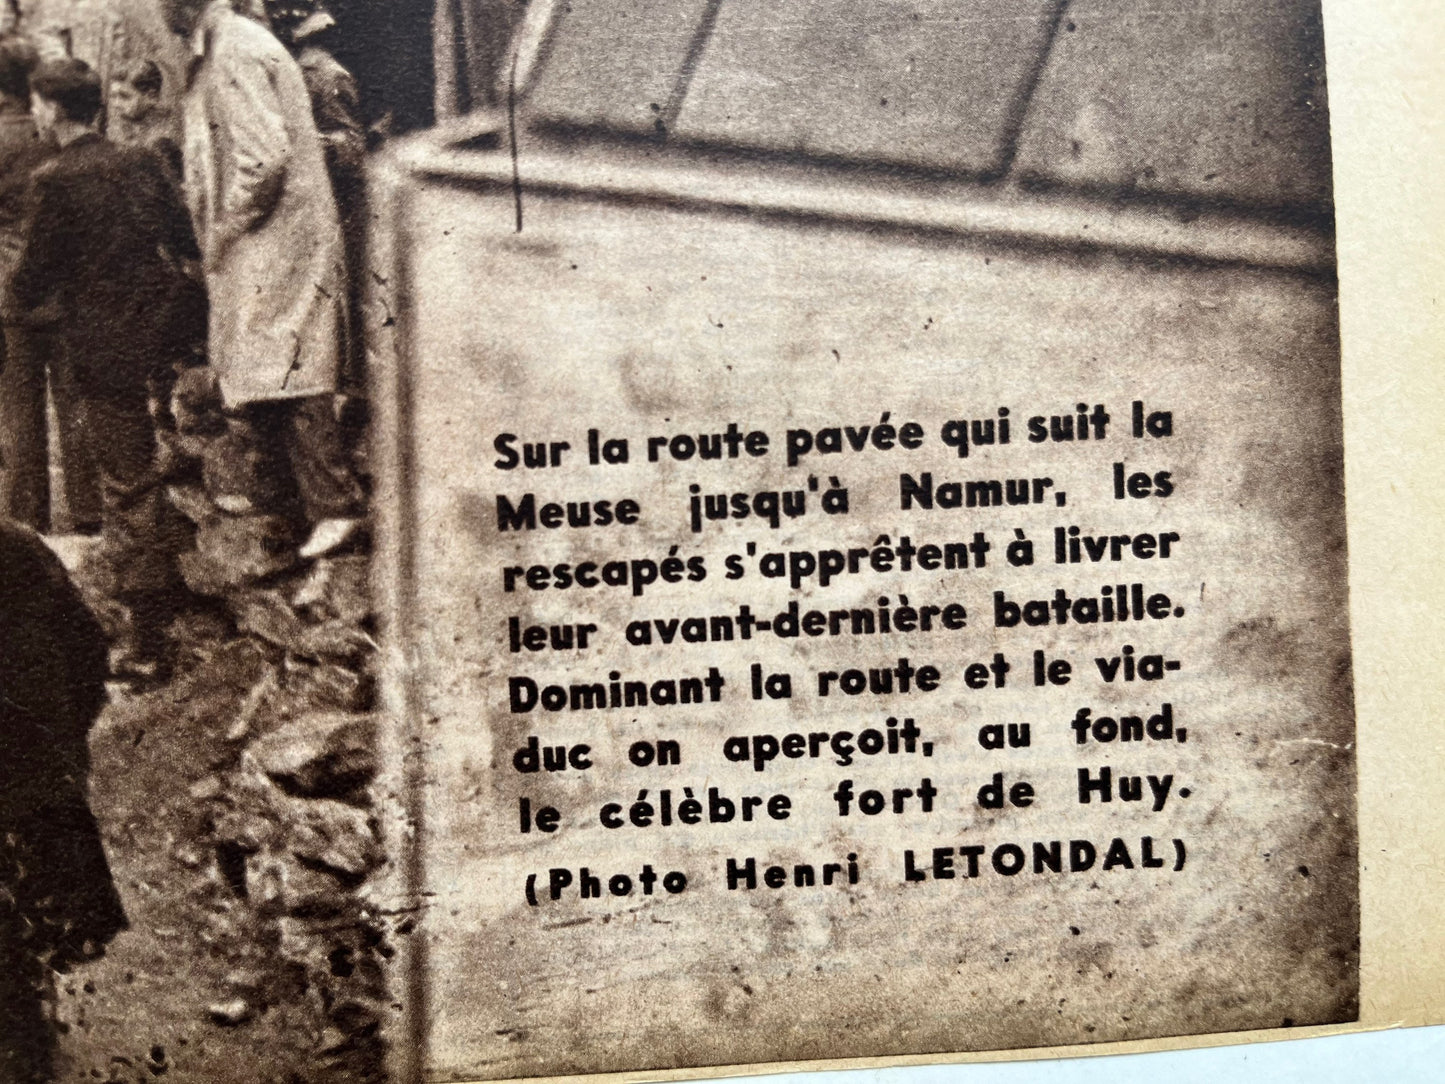 Sur la route pavée qui suit la
Meuse jusqu'à Namur, les
rescapés s'apprêtent à livrer
leur avant-dernière bataille.
Dominant la route et le via-
duc on aperçoit, au fond,
le célèbre fort de Huy.
(Photo Henri LETONDAL)